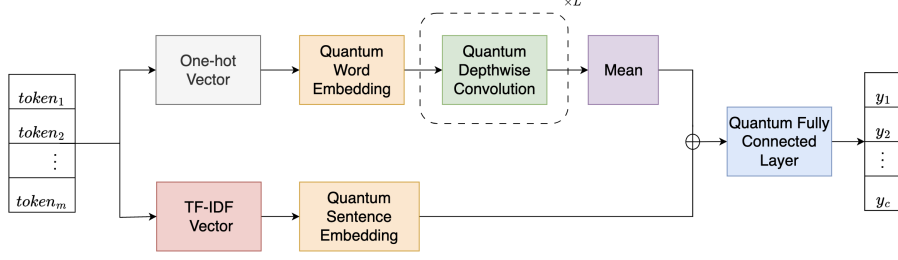 ×L
token₁
token₂
⋮
tokenₘ
One-hot
Vector
Quantum
Word
Embedding
Quantum
Depthwise
Convolution
Mean
TF-IDF
Vector
Quantum
Sentence
Embedding
Quantum Fully
Connected
Layer
y₁
y₂
⋮
y_c